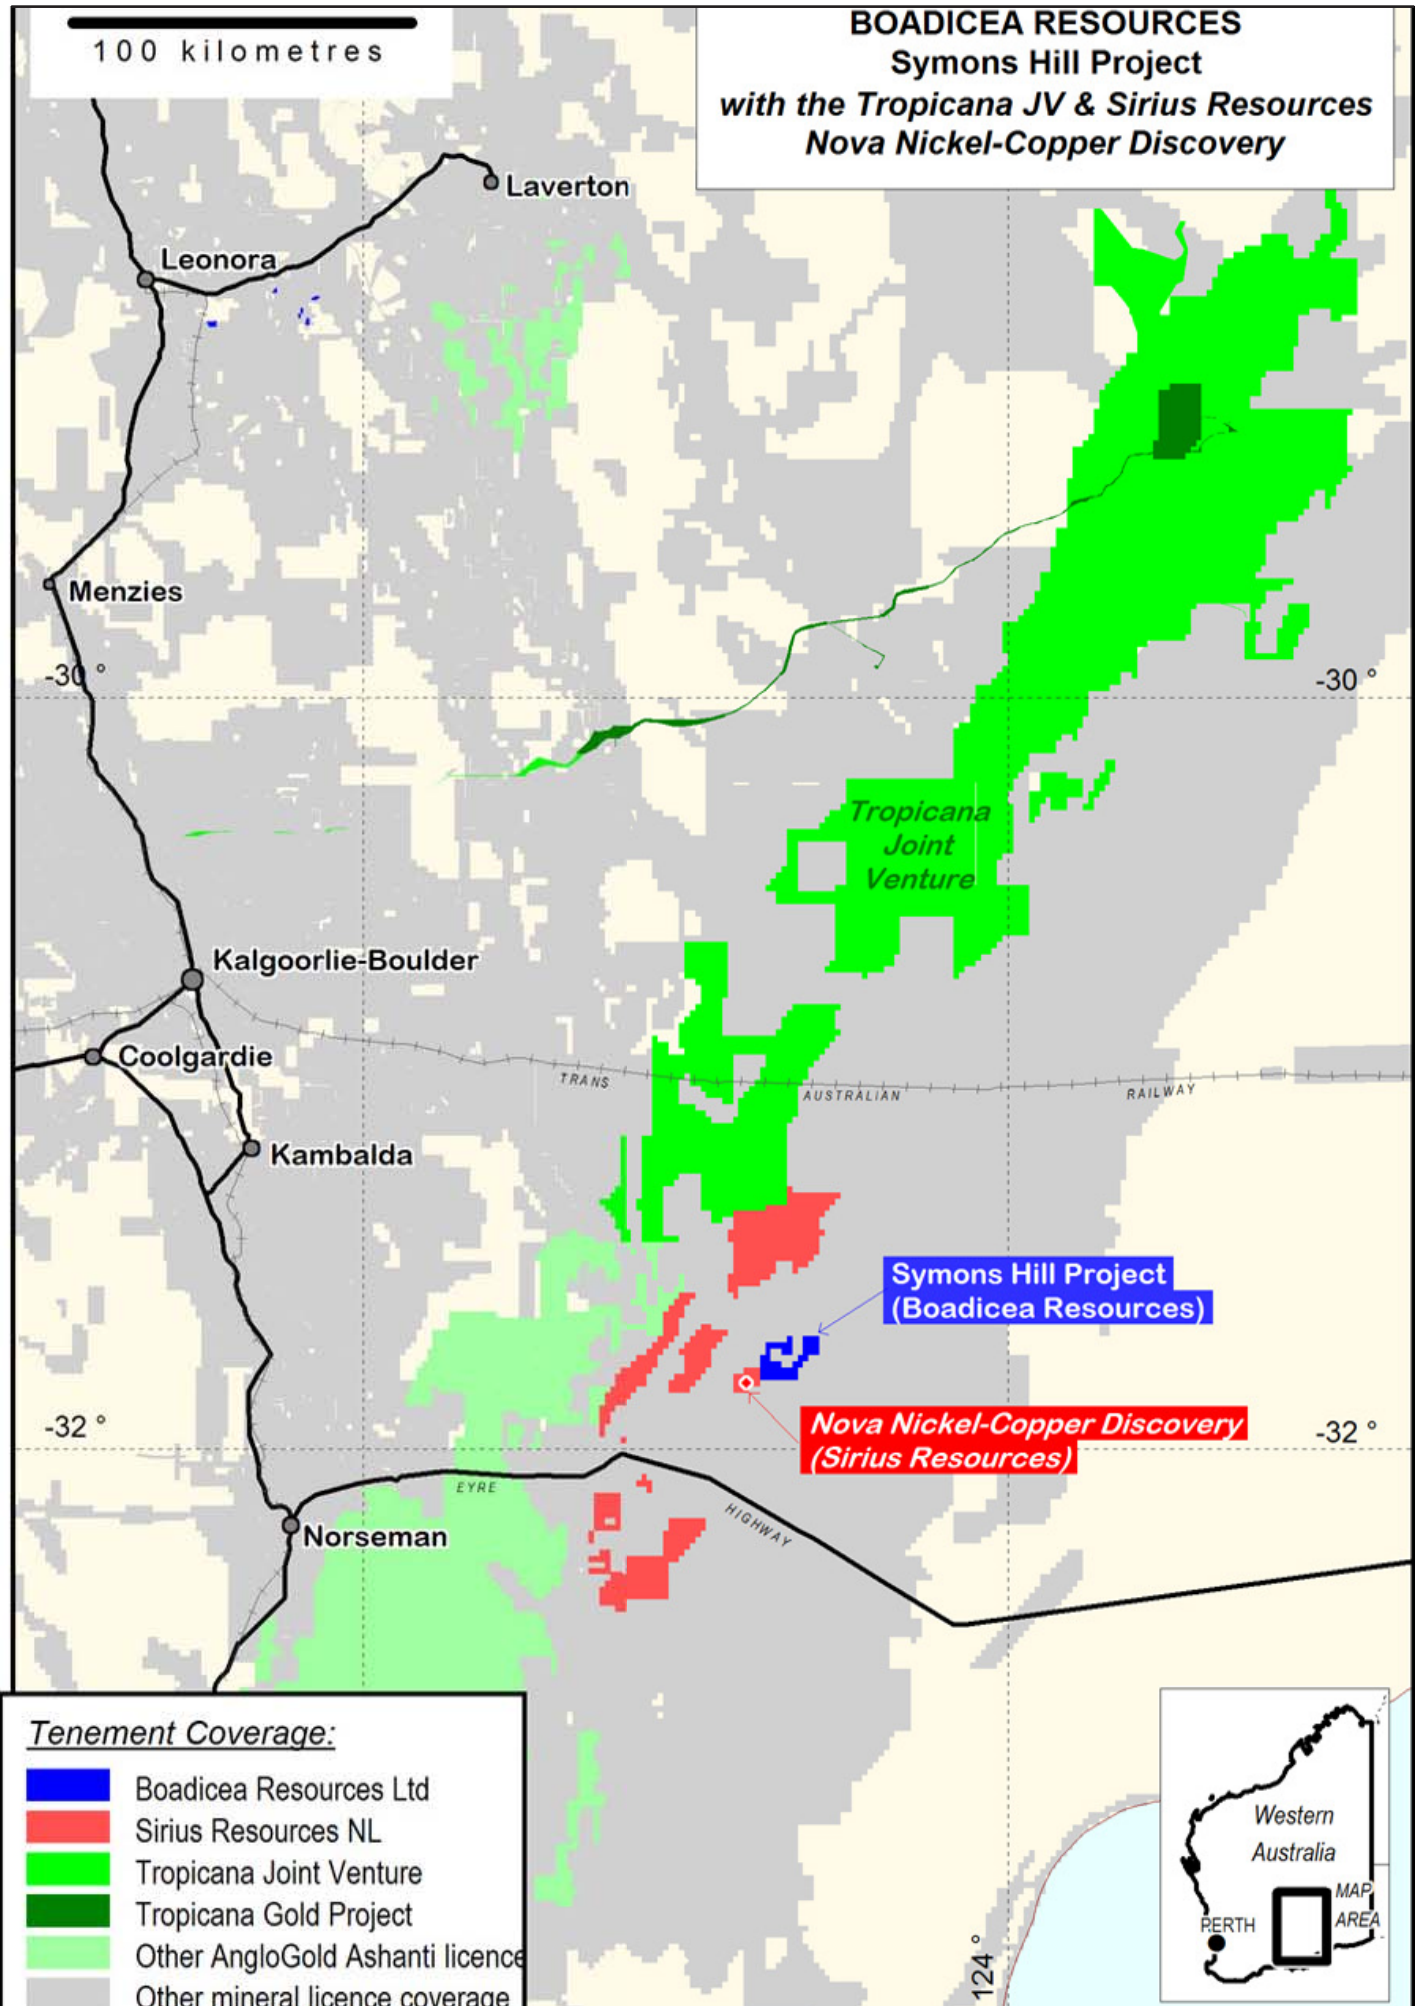 100 kilometres
BOADICEA RESOURCES
Symons Hill Project
with the Tropicana JV & Sirius Resources
Nova Nickel-Copper Discovery
Laverton
Leonora
Menzies
-30 °
-30 °
Tropicana
Joint
Venture
Kalgoorlie-Boulder
Coolgardie
TRANS AUSTRALIAN RAILWAY
Kambalda
Symons Hill Project
(Boadicea Resources)
Nova Nickel-Copper Discovery
(Sirius Resources)
-32 °
-32 °
EYRE HIGHWAY
Norseman
Tenement Coverage:
Boadicea Resources Ltd
Sirius Resources NL
Tropicana Joint Venture
Tropicana Gold Project
Other AngloGold Ashanti licence
Other mineral licence coverage
124 °
Western
Australia
MAP
AREA
PERTH